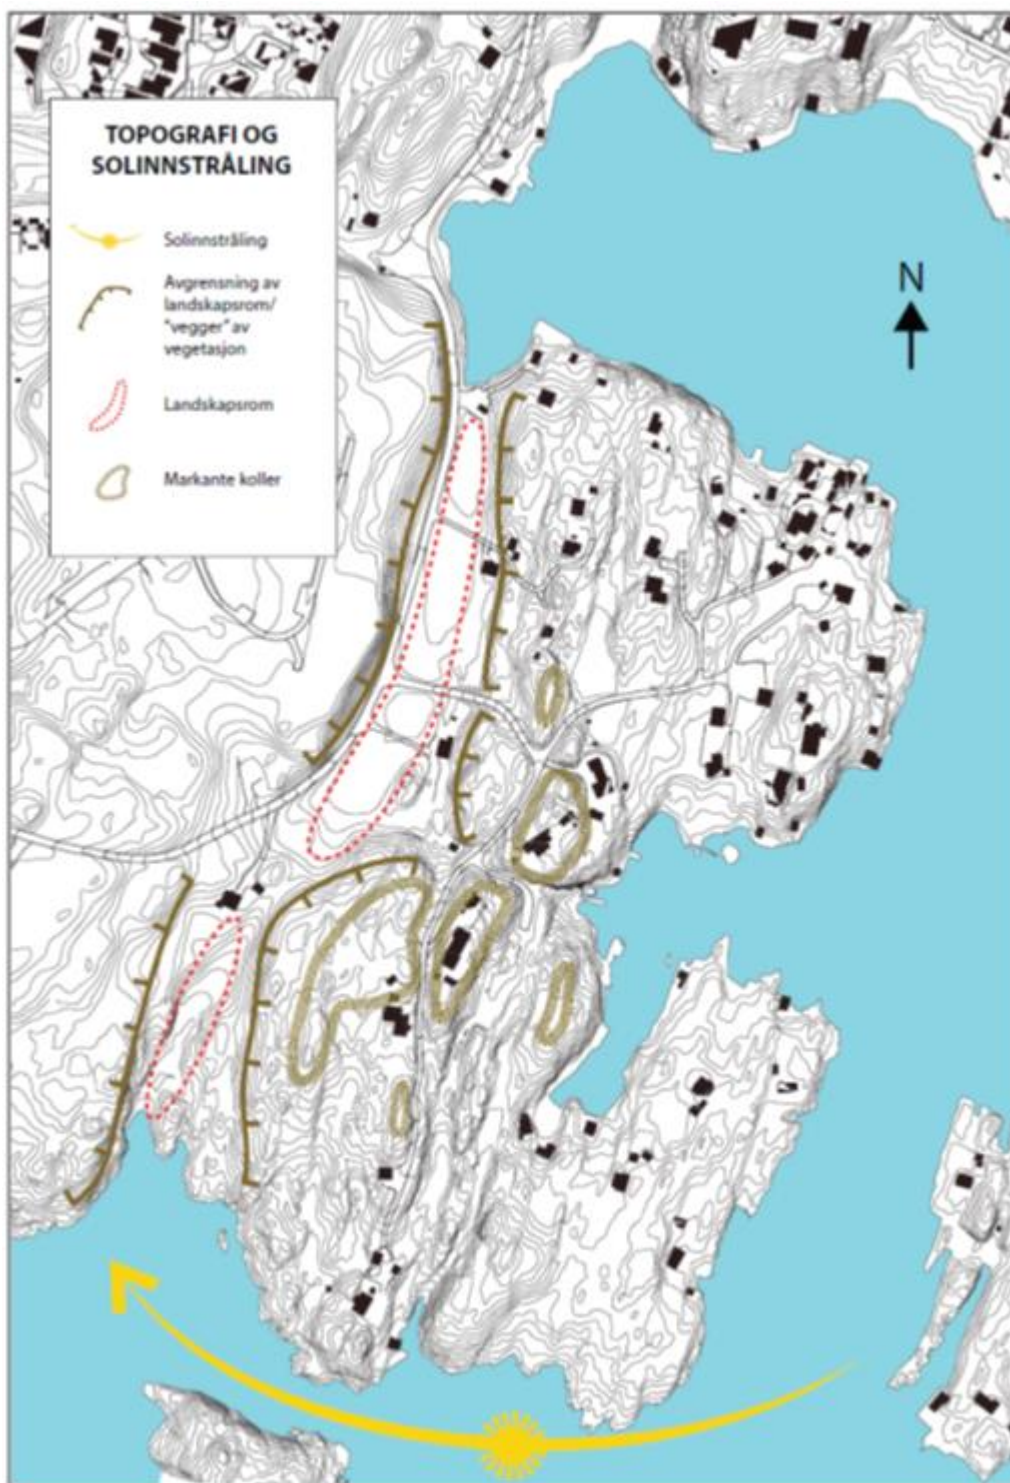 TOPOGRAFI OG
SOLINNSTRÅLING
Solinnstråling
Avgrensning av
landskapsrom/
"vegger" av
vegetasjon
Landskapsrom
Markante koller
N